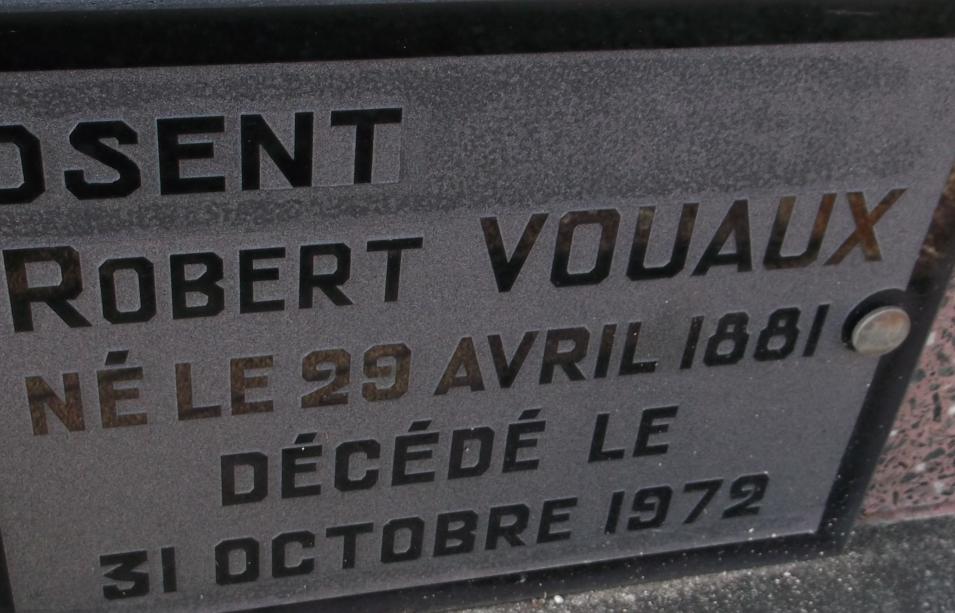 OSENT
ROBERT VOUAUX
NÉ LE 29 AVRIL 1881
DÉCÉDÉ LE
31 OCTOBRE 1972